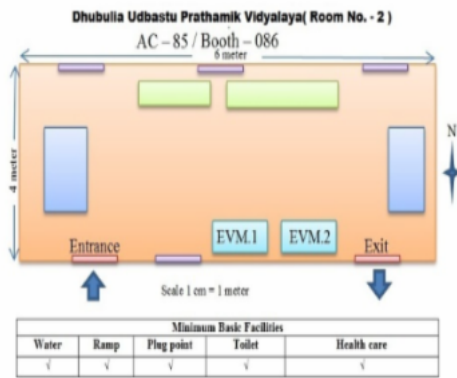 Dhubulia Udbastu Prathamik Vidyalaya( Room No. - 2 )
AC – 85 / Booth – 086
6 meter
4 meter
N
EVM.1 EVM.2
Entrance Exit
Scale 1 cm = 1 meter
Minimum Basic Facilities
Water Ramp Plug point Toilet Health care
√ √ √ √ √